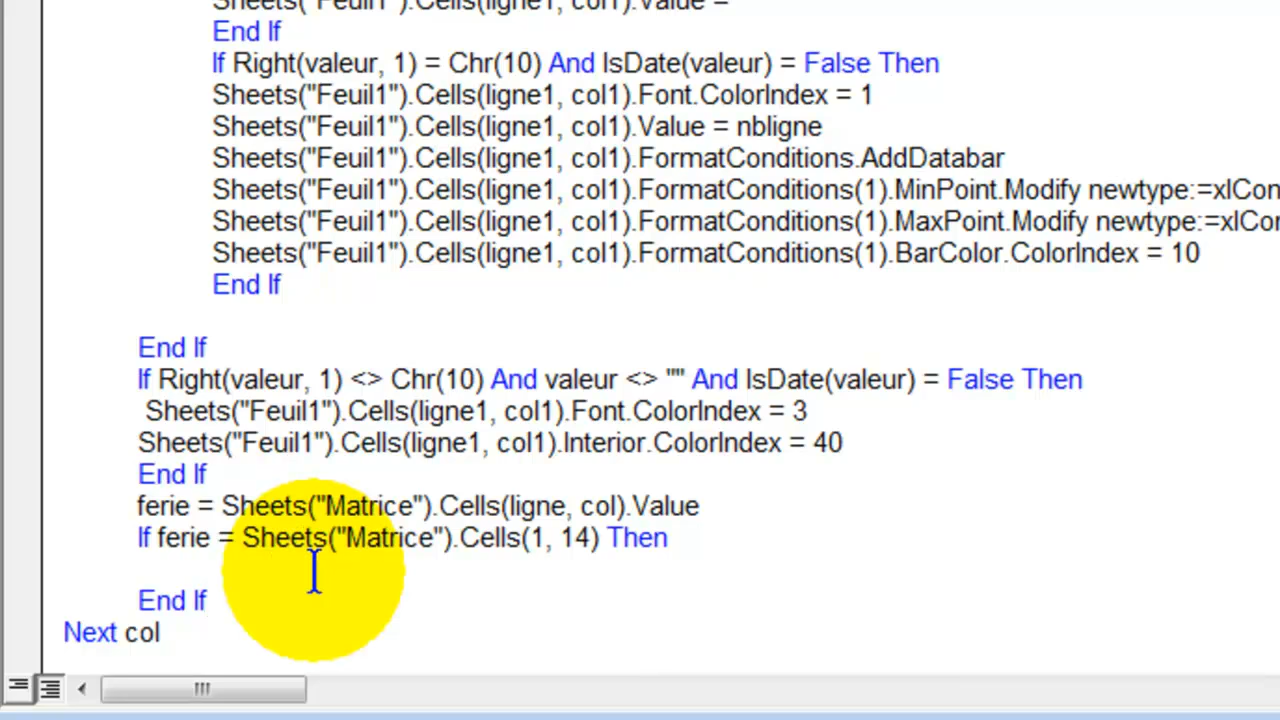 Sheets("Feuil1").Cells(ligne1, col1).Value =
End If
If Right(valeur, 1) = Chr(10) And IsDate(valeur) = False Then
Sheets("Feuil1").Cells(ligne1, col1).Font.ColorIndex = 1
Sheets("Feuil1").Cells(ligne1, col1).Value = nbligne
Sheets("Feuil1").Cells(ligne1, col1).FormatConditions.AddDatabar
Sheets("Feuil1").Cells(ligne1, col1).FormatConditions(1).MinPoint.Modify newtype:=xlCon
Sheets("Feuil1").Cells(ligne1, col1).FormatConditions(1).MaxPoint.Modify newtype:=xlCor
Sheets("Feuil1").Cells(ligne1, col1).FormatConditions(1).BarColor.ColorIndex = 10
End If
End If
If Right(valeur, 1) <> Chr(10) And valeur <> "" And IsDate(valeur) = False Then
Sheets("Feuil1").Cells(ligne1, col1).Font.ColorIndex = 3
Sheets("Feuil1").Cells(ligne1, col1).Interior.ColorIndex = 40
End If
ferie = Sheets("Matrice").Cells(ligne, col).Value
If ferie = Sheets("Matrice").Cells(1, 14) Then
End If
Next col